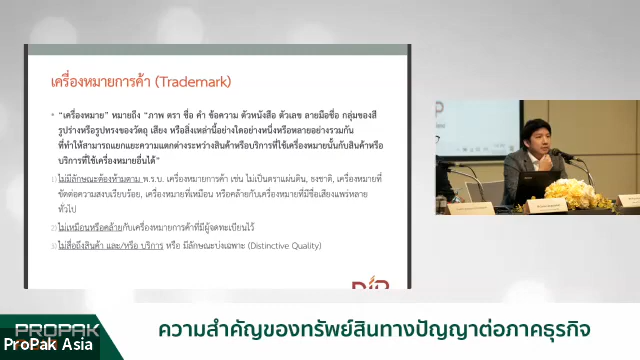 เครื่องหมายการค้า (Trademark)
"เครื่องหมาย" หมายถึง "ภาพ ตรา ชื่อ คำ ข้อความ ตัวหนังสือ ตัวเลข ลายมือชื่อ กลุ่มของสี
รูปร่างหรือรูปทรงของวัตถุ เสียง หรือสิ่งเหล่านี้อย่างใดอย่างหนึ่งหรือหลายอย่างรวมกัน
ที่ทำให้สามารถแยกแยะความแตกต่างระหว่างสินค้าหรือบริการที่ใช้เครื่องหมายนั้นกับสินค้าหรือ
บริการที่ใช้เครื่องหมายอื่นได้"
1) ไม่มีลักษณะต้องห้ามตาม พ.ร.บ. เครื่องหมายการค้า เช่น ไม่เป็นตราแผ่นดิน, ธงชาติ, เครื่องหมายที่
ขัดต่อความสงบเรียบร้อย, เครื่องหมายที่เหมือน หรือคล้ายกับเครื่องหมายที่มีชื่อเสียงแพร่หลาย
ทั่วไป
2) ไม่เหมือนหรือคล้ายกับเครื่องหมายการค้าที่มีผู้จดทะเบียนไว้
3) ไม่สื่อถึงสินค้า และ/หรือ บริการ หรือ มีลักษณะบ่งเฉพาะ (Distinctive Quality)
DIP
PROPAK
ProPak Asia
ความสำคัญของทรัพย์สินทางปัญญาต่อภาคธุรกิจ